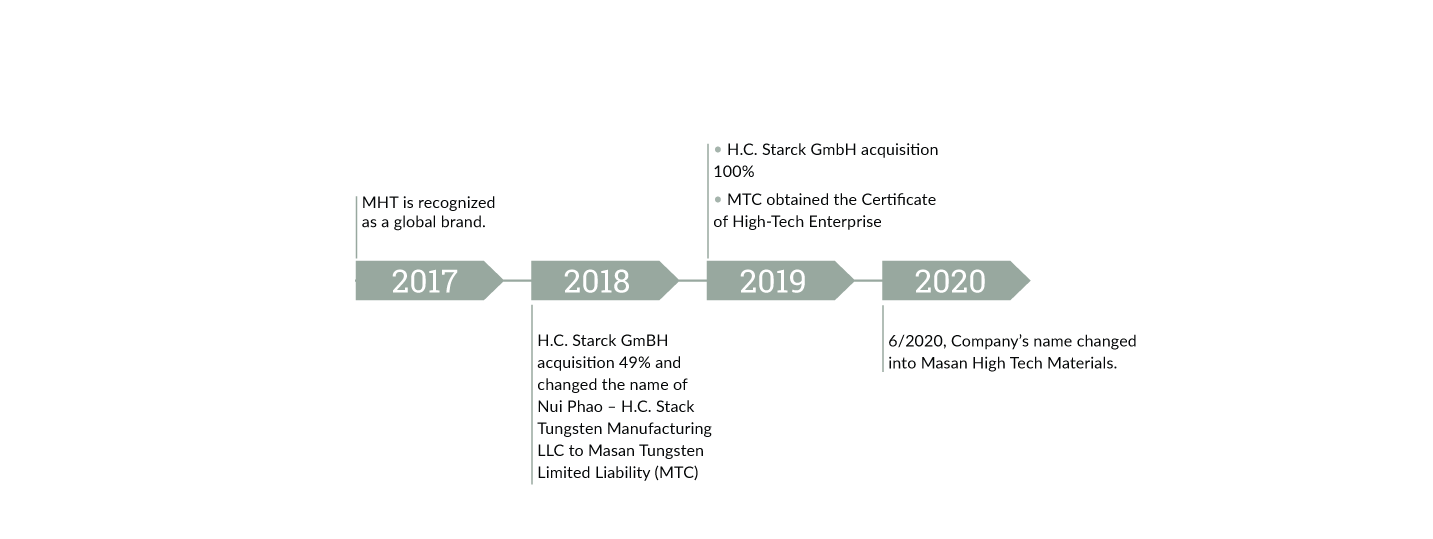 MHT is recognized
as a global brand.
2017
2018
H.C. Starck GmBH
acquisition 49% and
changed the name of
Nui Phao – H.C. Stack
Tungsten Manufacturing
LLC to Masan Tungsten
Limited Liability (MTC)
• H.C. Starck GmbH acquisition
100%
• MTC obtained the Certificate
of High-Tech Enterprise
2019
2020
6/2020, Company's name changed
into Masan High Tech Materials.